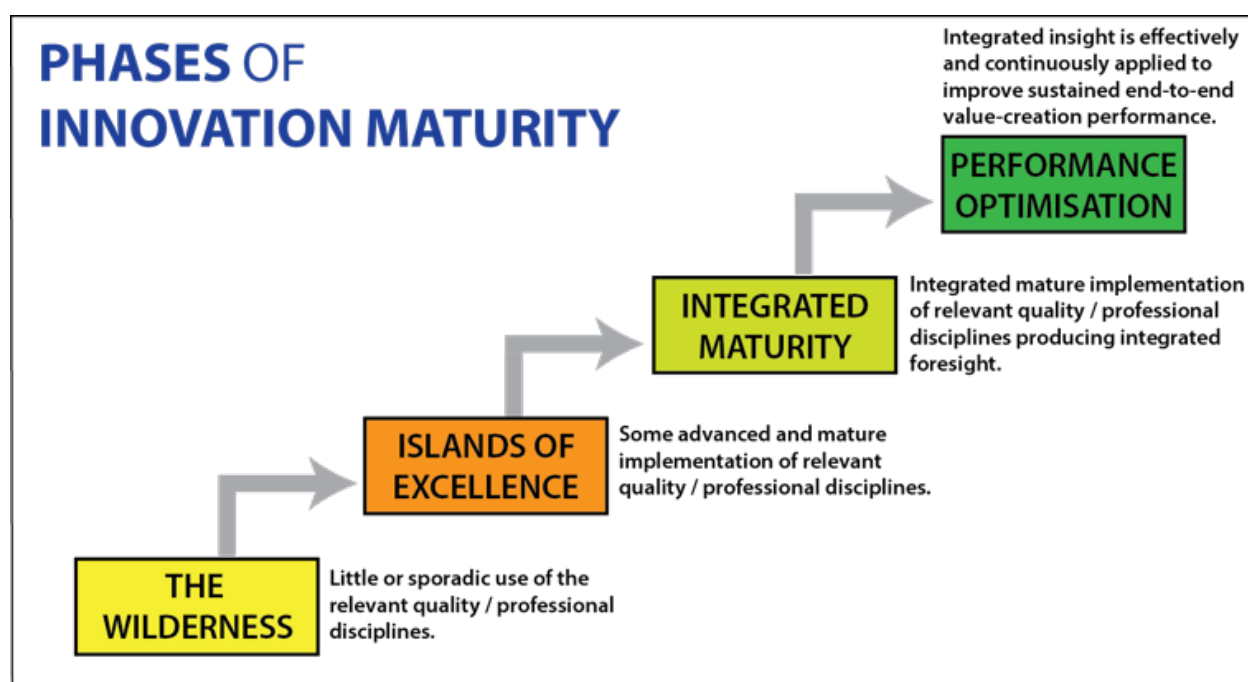 PHASES OF
INNOVATION MATURITY
Integrated insight is effectively
and continuously applied to
improve sustained end-to-end
value-creation performance.
PERFORMANCE
OPTIMISATION
INTEGRATED
MATURITY
Integrated mature implementation
of relevant quality / professional
disciplines producing integrated
foresight.
ISLANDS OF
EXCELLENCE
Some advanced and mature
implementation of relevant
quality / professional disciplines.
THE
WILDERNESS
Little or sporadic use of the
relevant quality / professional
disciplines.